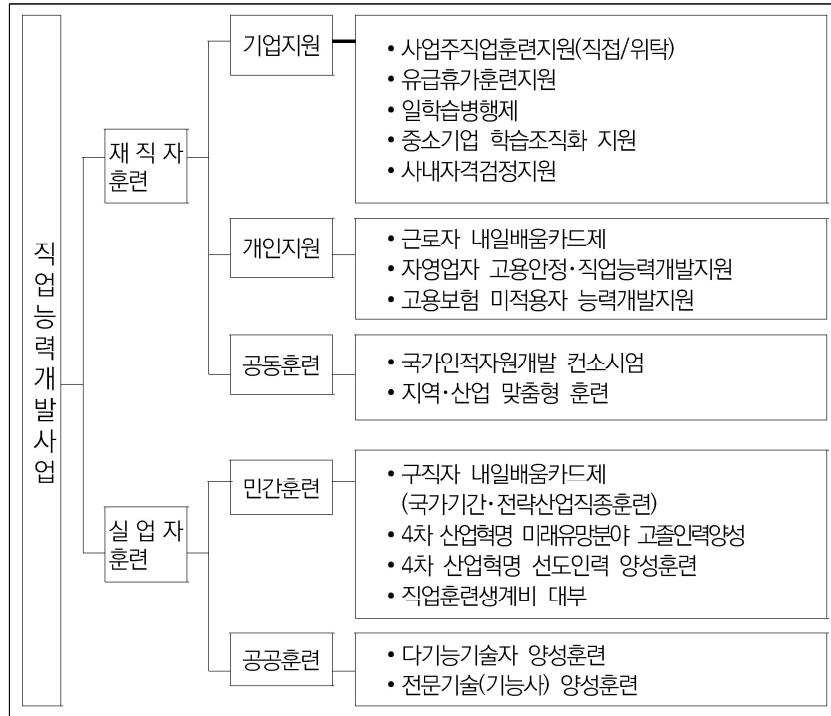 직업능력개발사업
재 직 자
훈련
기업지원
• 사업주직업훈련지원(직접/위탁)
• 유급휴가훈련지원
• 일학습병행제
• 중소기업 학습조직화 지원
• 사내자격검정지원
개인지원
• 근로자 내일배움카드제
• 자영업자 고용안정·직업능력개발지원
• 고용보험 미적용자 능력개발지원
공동훈련
• 국가인적자원개발 컨소시엄
• 지역·산업 맞춤형 훈련
실 업 자
훈련
민간훈련
• 구직자 내일배움카드제
(국가기간·전략산업직종훈련)
• 4차 산업혁명 미래유망분야 고졸인력양성
• 4차 산업혁명 선도인력 양성훈련
• 직업훈련생계비 대부
공공훈련
• 다기능기술자 양성훈련
• 전문기술(기능사) 양성훈련